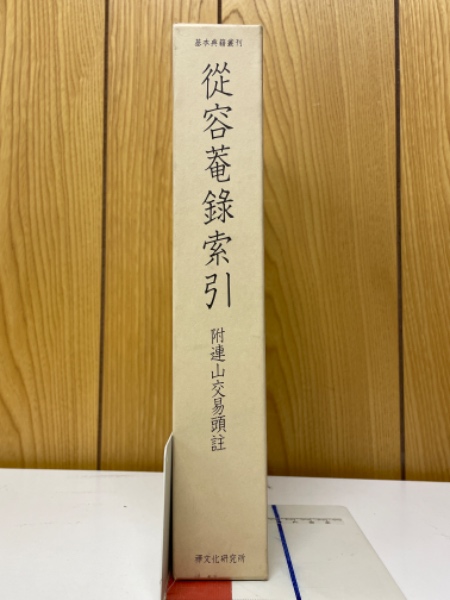 基本典籍叢刊
從容菴錄索引
附連山交易頭註
禅文化研究所